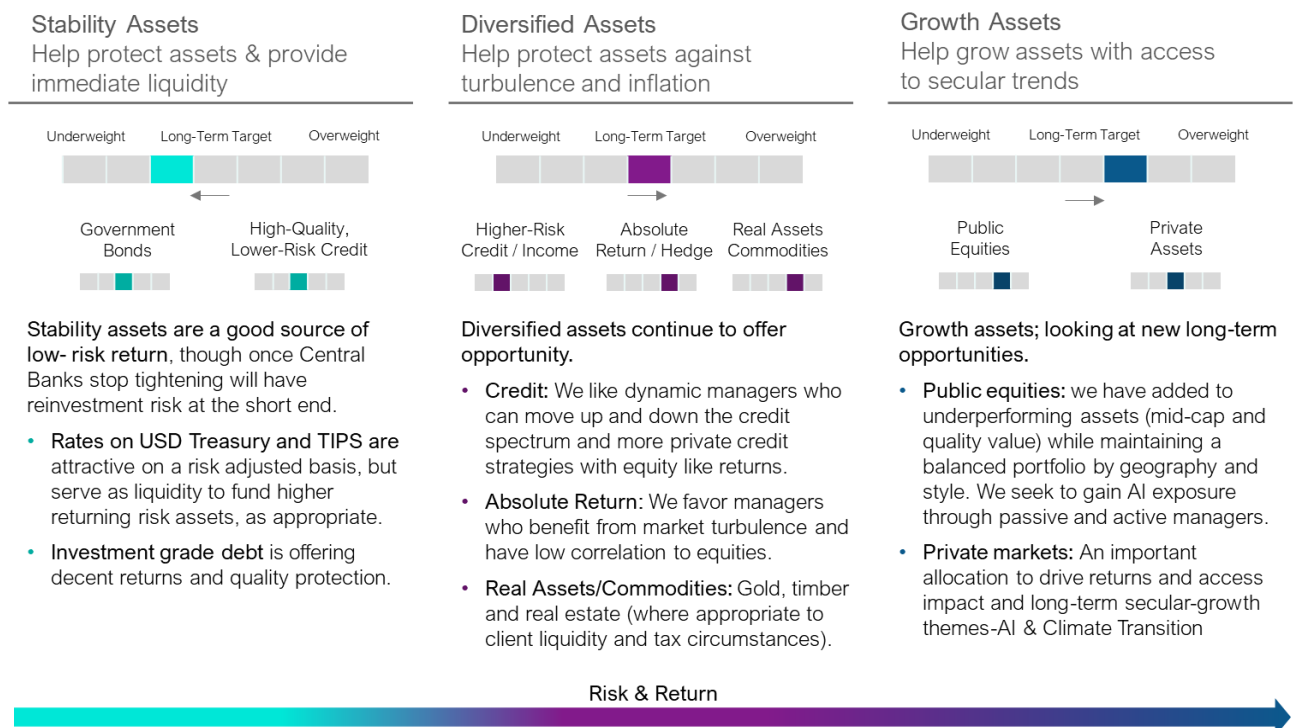 Stability Assets
Help protect assets & provide
immediate liquidity
Underweight Long-Term Target Overweight
Government
Bonds
High-Quality,
Lower-Risk Credit
Stability assets are a good source of
low- risk return, though once Central
Banks stop tightening will have
reinvestment risk at the short end.
• Rates on USD Treasury and TIPS are
attractive on a risk adjusted basis, but
serve as liquidity to fund higher
returning risk assets, as appropriate.
• Investment grade debt is offering
decent returns and quality protection.
Diversified Assets
Help protect assets against
turbulence and inflation
Underweight Long-Term Target Overweight
Higher-Risk
Credit / Income
Absolute
Return / Hedge
Real Assets
Commodities
Diversified assets continue to offer
opportunity.
• Credit: We like dynamic managers who
can move up and down the credit
spectrum and more private credit
strategies with equity like returns.
• Absolute Return: We favor managers
who benefit from market turbulence and
have low correlation to equities.
• Real Assets/Commodities: Gold, timber
and real estate (where appropriate to
client liquidity and tax circumstances).
Growth Assets
Help grow assets with access
to secular trends
Underweight Long-Term Target Overweight
Public
Equities
Private
Assets
Growth assets; looking at new long-term
opportunities.
• Public equities: we have added to
underperforming assets (mid-cap and
quality value) while maintaining a
balanced portfolio by geography and
style. We seek to gain AI exposure
through passive and active managers.
• Private markets: An important
allocation to drive returns and access
impact and long-term secular-growth
themes-AI & Climate Transition
Risk & Return